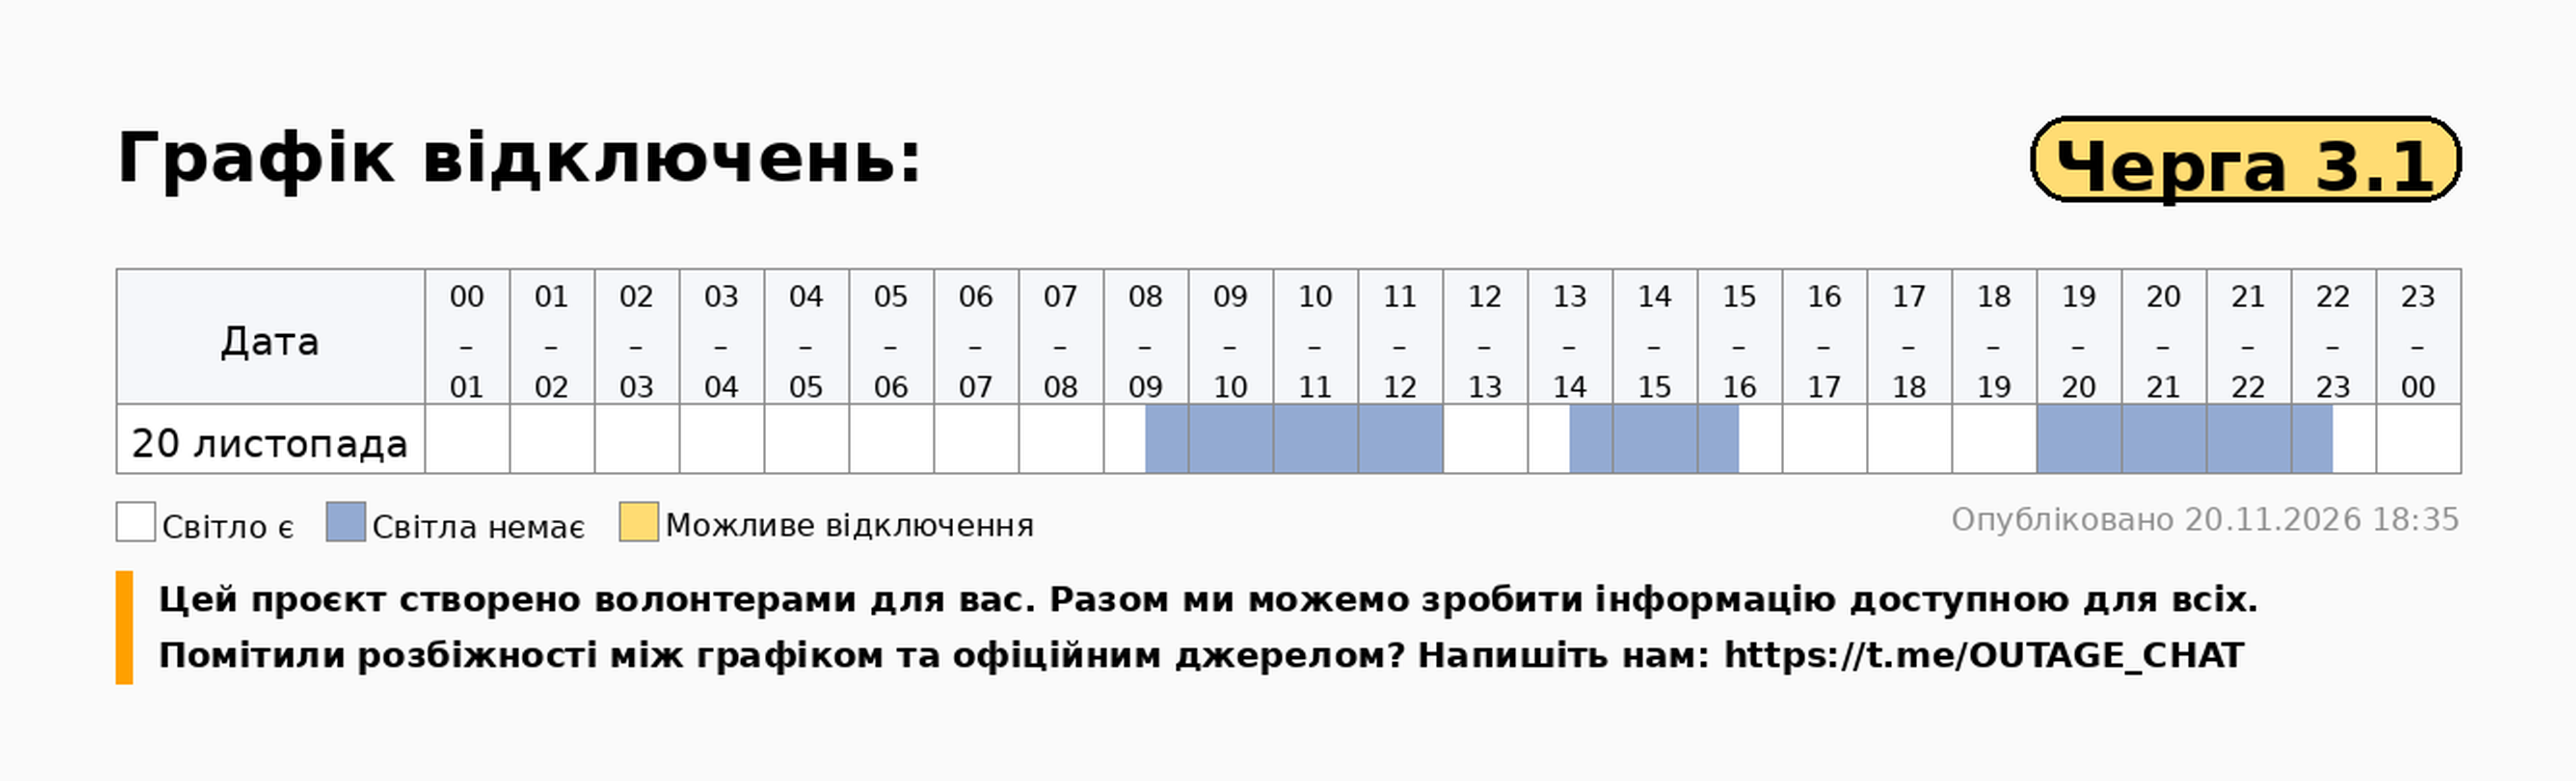 Графік відключень:
Черга 3.1
Дата
00 – 01
01 – 02
02 – 03
03 – 04
04 – 05
05 – 06
06 – 07
07 – 08
08 – 09
09 – 10
10 – 11
11 – 12
12 – 13
13 – 14
14 – 15
15 – 16
16 – 17
17 – 18
18 – 19
19 – 20
20 – 21
21 – 22
22 – 23
23 – 00
20 листопада
Світло є
Світла немає
Можливе відключення
Опубліковано 20.11.2026 18:35
Цей проєкт створено волонтерами для вас. Разом ми можемо зробити інформацію доступною для всіх.
Помітили розбіжності між графіком та офіційним джерелом? Напишіть нам: https://t.me/OUTAGE_CHAT